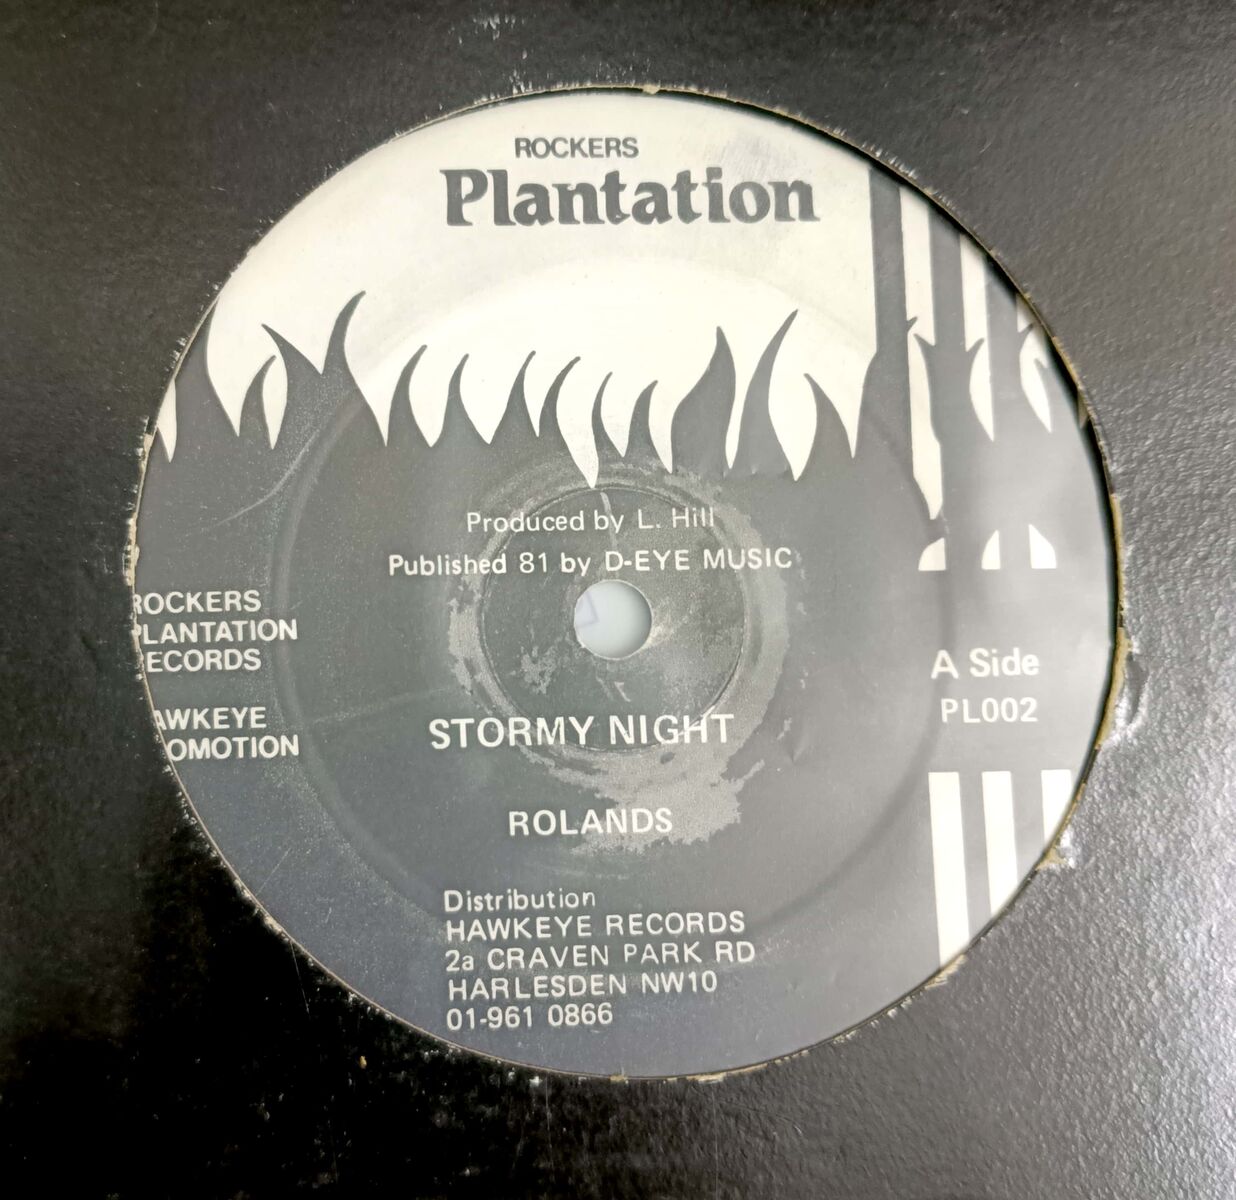 ROCKERS
Plantation
Produced by L. Hill
Published 81 by D-EYE MUSIC
ROCKERS
PLANTATION
RECORDS
AWKEYE
OMOTION
A Side
PL002
STORMY NIGHT
ROLANDS
Distribution
HAWKEYE RECORDS
2a CRAVEN PARK RD
HARLESDEN NW10
01-961 0866